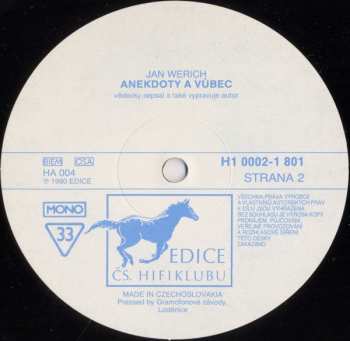 JAN WERICH
ANEKDOTY A VŮBEC
vědecky nepsal a také vypravuje autor
BIEM OSA
HA 004
℗ 1990 EDICE
H1 0002-1 801
STRANA 2
MONO
33
VŠECHNA PRÁVA VÝROBCE
A VLASTNÍKŮ AUTORSKÝCH PRÁV
K DÍLU JSOU VYHRAZENA.
BEZ SOUHLASU JE VÝROBA KOPIÍ,
PRONÁJEM, PŮJČOVÁNÍ,
VEŘEJNÉ PROVOZOVÁNÍ
A ROZHLASOVÉ ŠÍŘENÍ
TÉTO DESKY
ZAKÁZÁNO.
EDICE
ČS. HIFIKLUBU
MADE IN CZECHOSLOVAKIA
Pressed by Gramofonové závody,
Loděnice